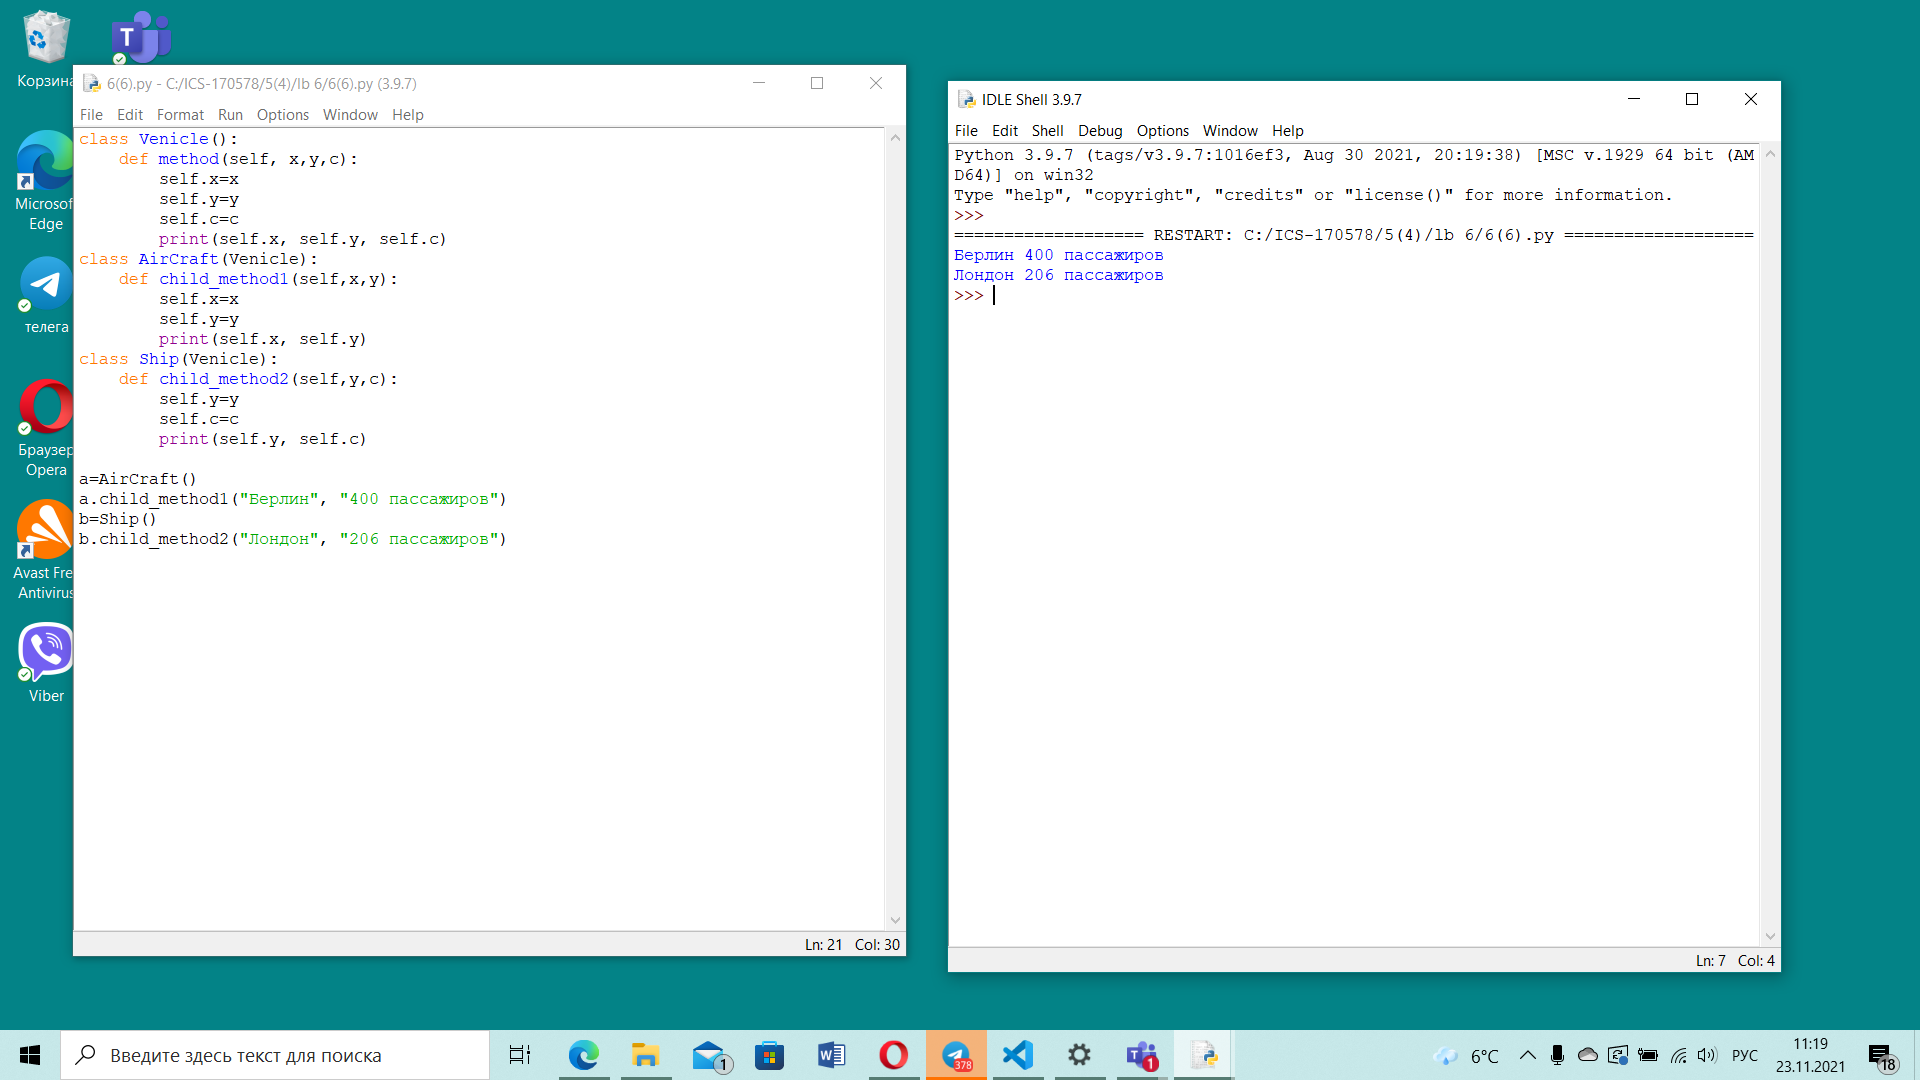 Корзина
T
Microsof
Edge
телега
Браузер
Opera
Avast Fre
Antivirus
Viber
6(6).py - C:/ICS-170578/5(4)/lb 6/6(6).py (3.9.7)
File Edit Format Run Options Window Help
class Venicle():
    def method(self, x,y,c):
        self.x=x
        self.y=y
        self.c=c
        print(self.x, self.y, self.c)
class AirCraft(Venicle):
    def child_method1(self,x,y):
        self.x=x
        self.y=y
        print(self.x, self.y)
class Ship(Venicle):
    def child_method2(self,y,c):
        self.y=y
        self.c=c
        print(self.y, self.c)
a=AirCraft()
a.child_method1("Берлин", "400 пассажиров")
b=Ship()
b.child_method2("Лондон", "206 пассажиров")
Ln: 21 Col: 30
IDLE Shell 3.9.7
File Edit Shell Debug Options Window Help
Python 3.9.7 (tags/v3.9.7:1016ef3, Aug 30 2021, 20:19:38) [MSC v.1929 64 bit (AM
D64)] on win32
Type "help", "copyright", "credits" or "license()" for more information.
>>>
=================== RESTART: C:/ICS-170578/5(4)/lb 6/6(6).py ===================
Берлин 400 пассажиров
Лондон 206 пассажиров
>>>
Ln: 7 Col: 4
Введите здесь текст для поиска
1
W
378
T
1
6°C
РУС
11:19
23.11.2021
18